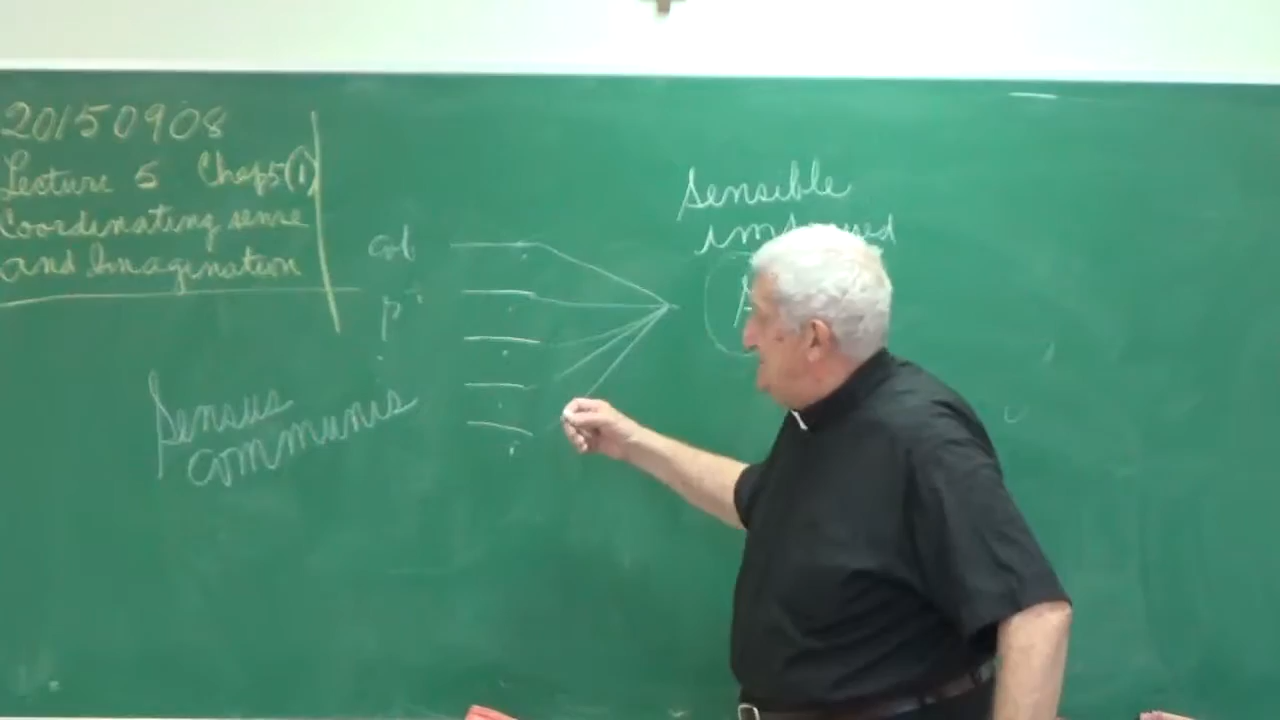 20150908
Lecture 5 Chap5(1)
Coordinating sense
and Imagination
Sensible
col
p
Sensus
communis